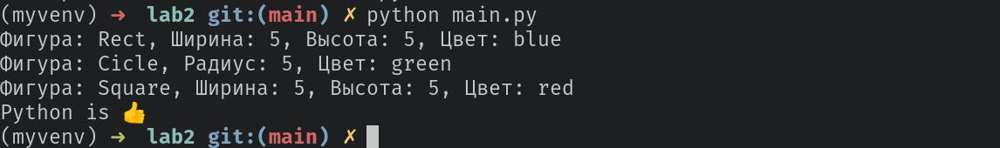 (myvenv) → lab2 git:(main) ✗ python main.py
Фигура: Rect, Ширина: 5, Высота: 5, Цвет: blue
Фигура: Cicle, Радиус: 5, Цвет: green
Фигура: Square, Ширина: 5, Высота: 5, Цвет: red
Python is 👍
(myvenv) → lab2 git:(main) ✗